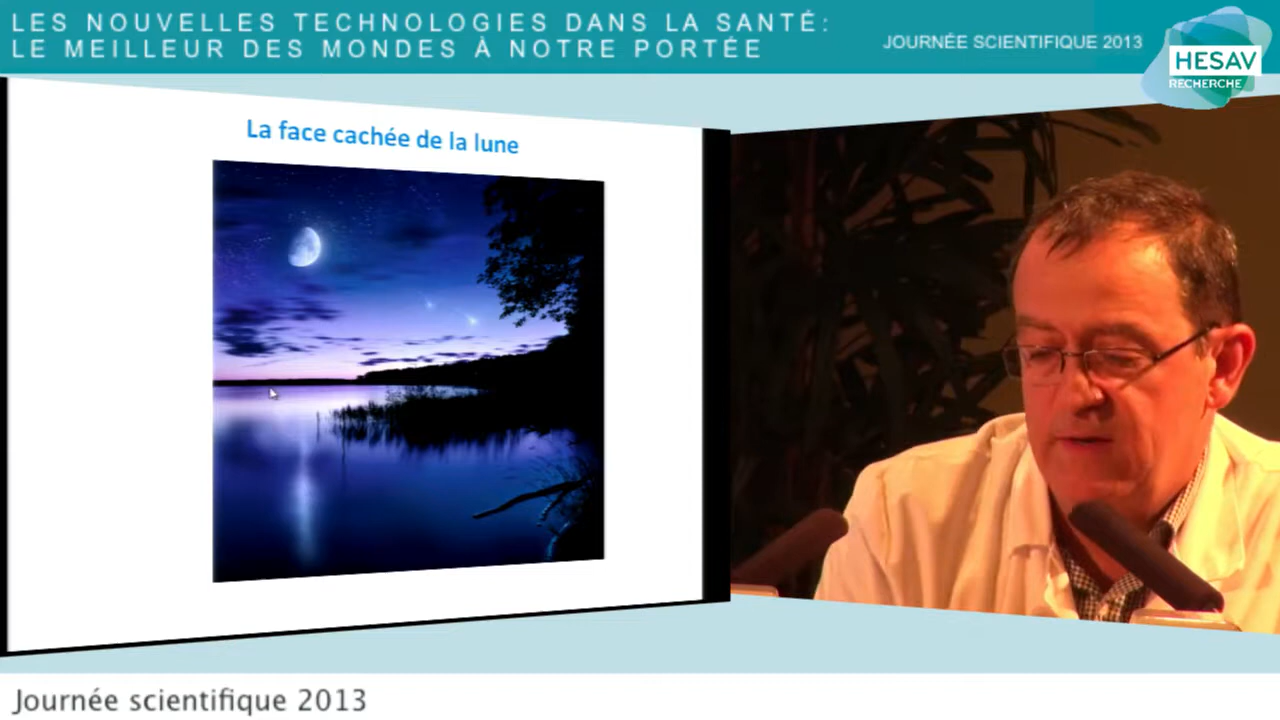 LES NOUVELLES TECHNOLOGIES DANS LA SANTÉ:
LE MEILLEUR DES MONDES À NOTRE PORTÉE
JOURNÉE SCIENTIFIQUE 2013
HESAV
RECHERCHE
La face cachée de la lune
Journée scientifique 2013